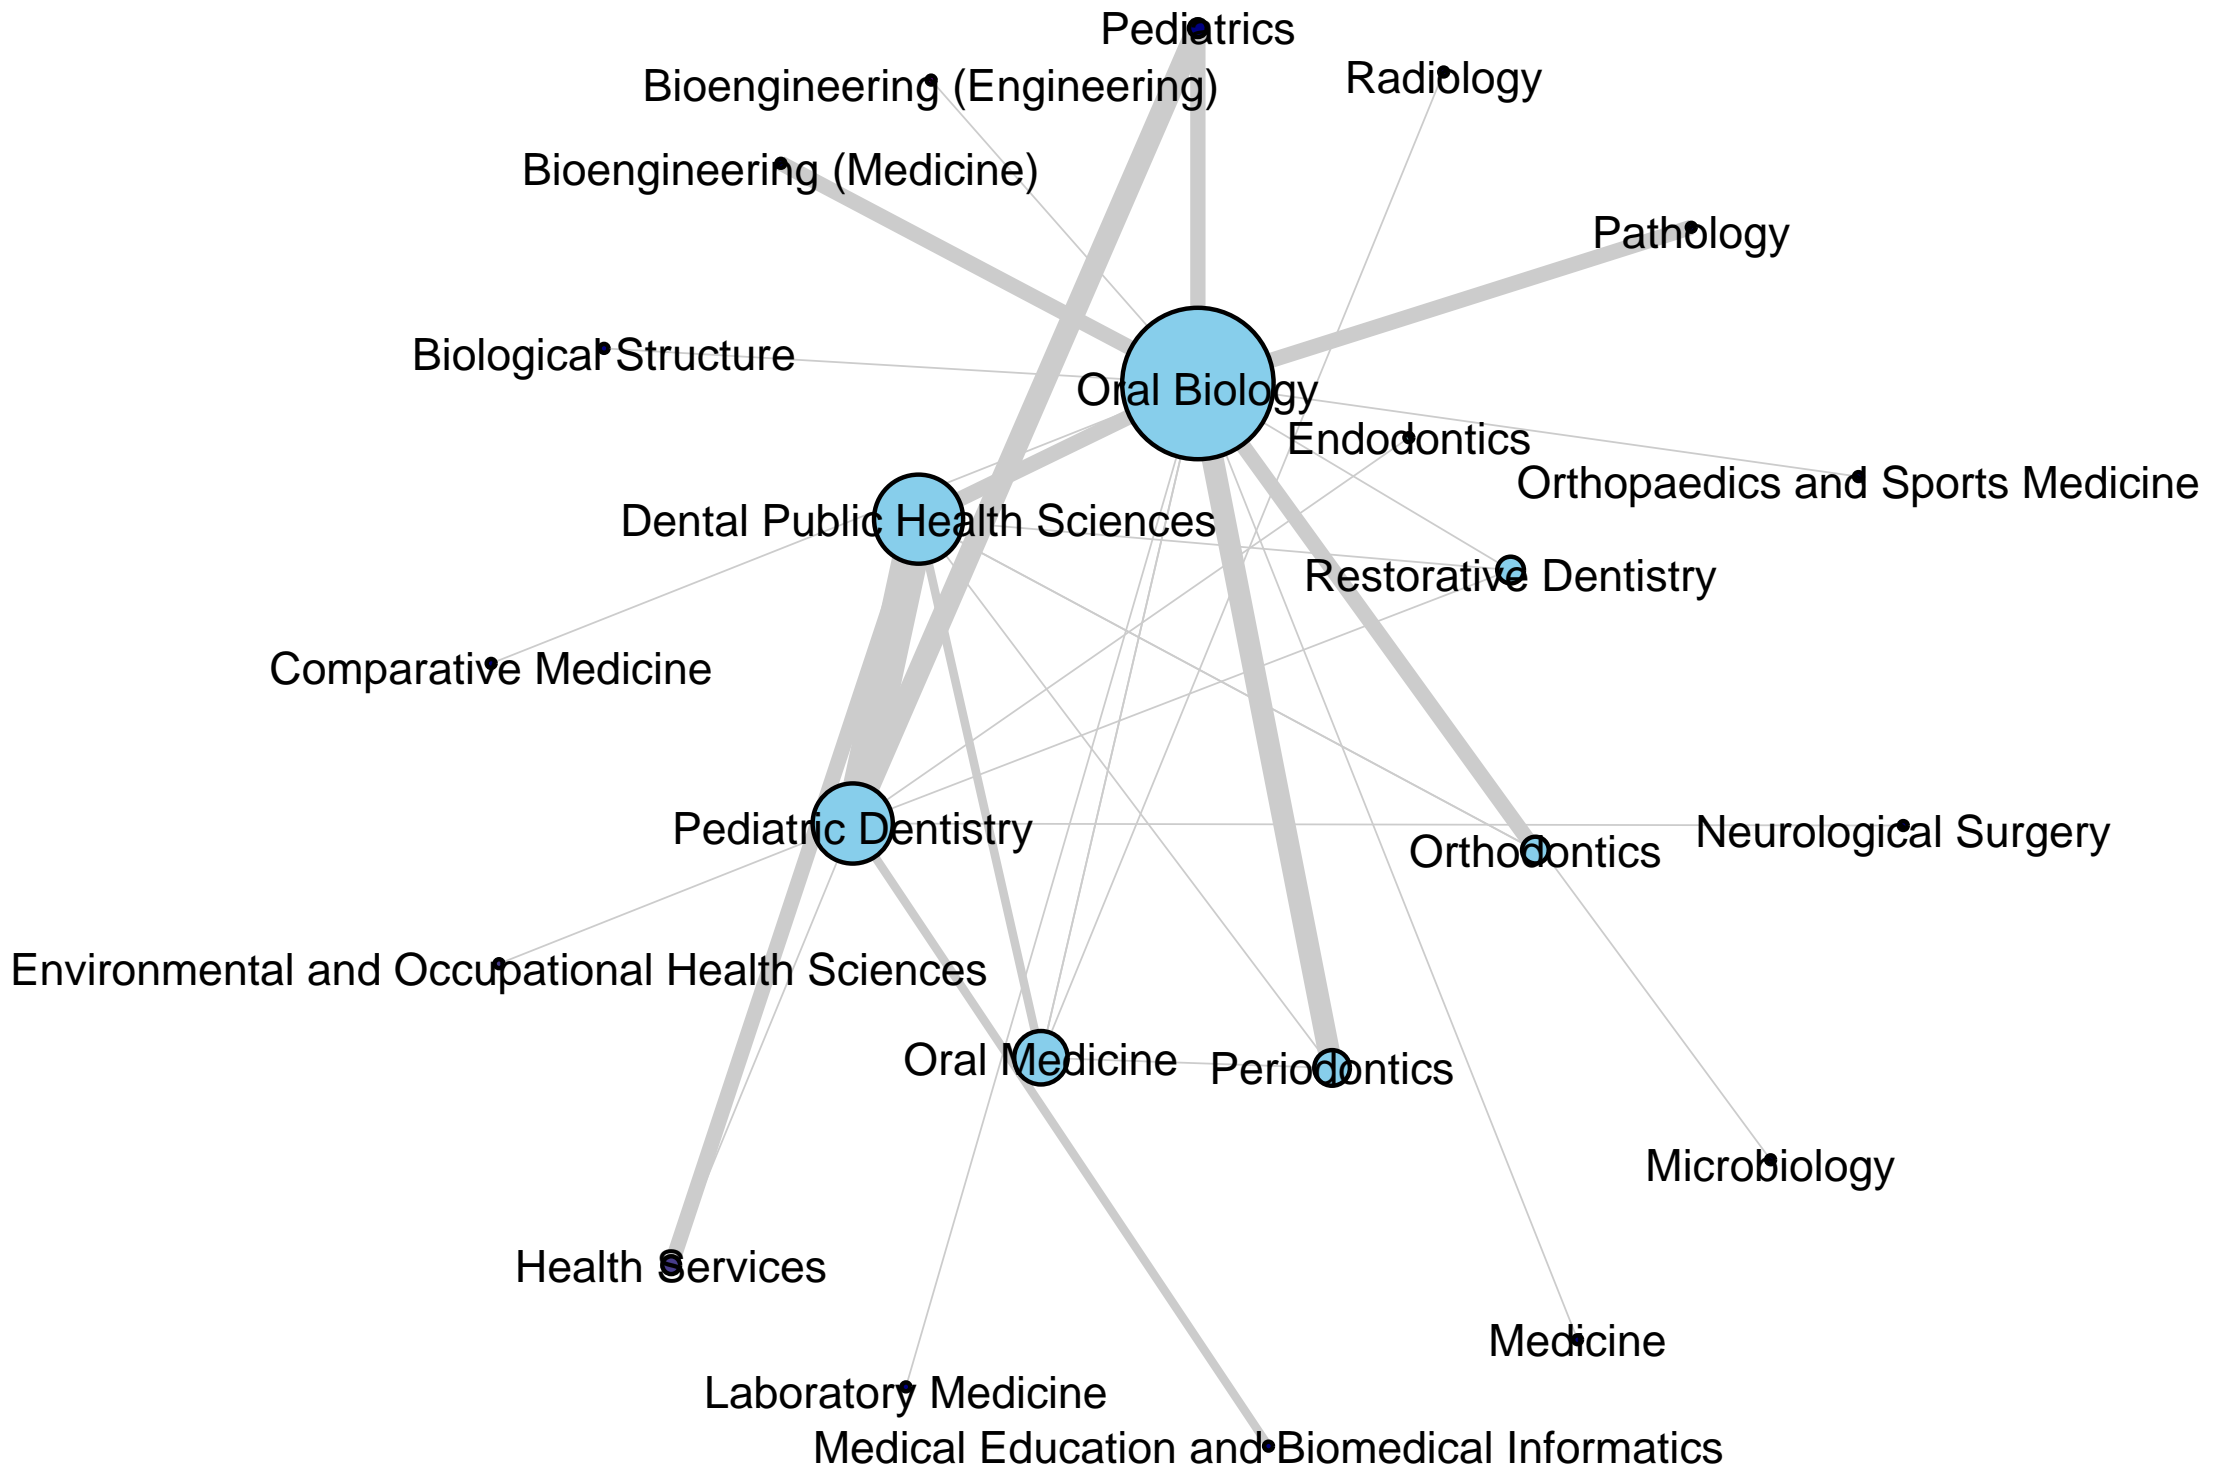 Pediatrics
Bioengineering (Engineering)
Radiology
Bioengineering (Medicine)
Pathology
Biological Structure
Oral Biology
Endodontics
Orthopaedics and Sports Medicine
Dental Public Health Sciences
Restorative Dentistry
Comparative Medicine
Pediatric Dentistry
Neurological Surgery
Orthodontics
Environmental and Occupational Health Sciences
Oral Medicine
Periodontics
Microbiology
Health Services
Medicine
Laboratory Medicine
Medical Education and Biomedical Informatics